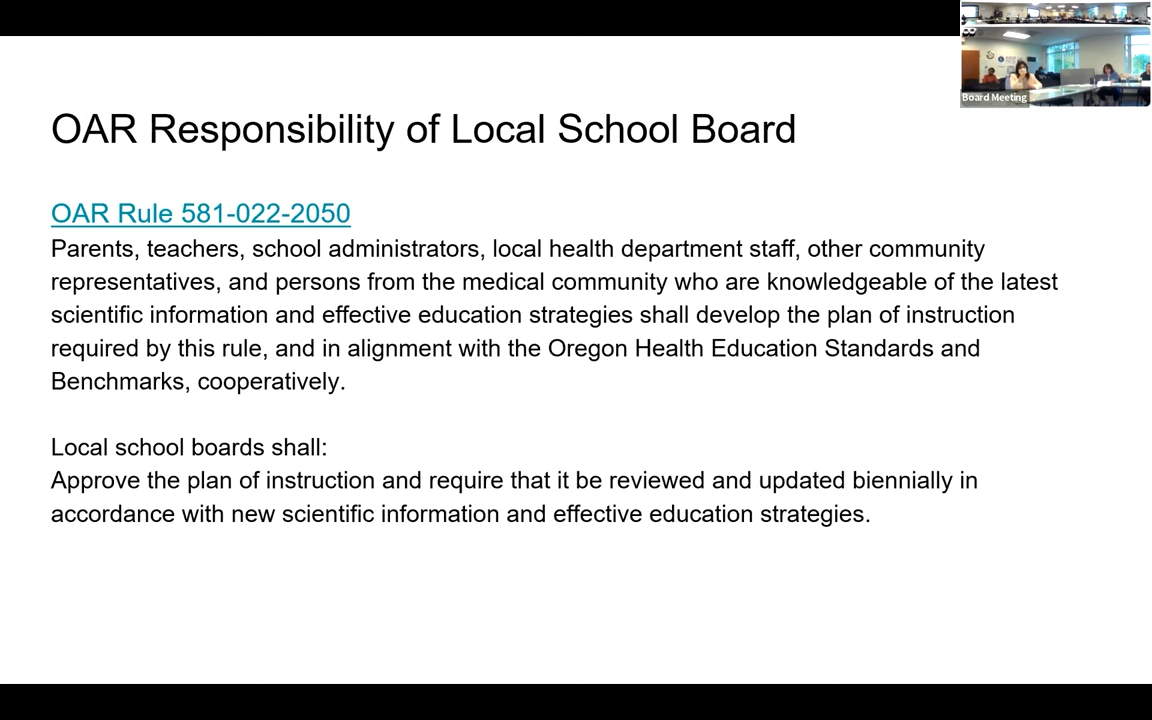 OAR Responsibility of Local School Board
OAR Rule 581-022-2050
Parents, teachers, school administrators, local health department staff, other community
representatives, and persons from the medical community who are knowledgeable of the latest
scientific information and effective education strategies shall develop the plan of instruction
required by this rule, and in alignment with the Oregon Health Education Standards and
Benchmarks, cooperatively.
Local school boards shall:
Approve the plan of instruction and require that it be reviewed and updated biennially in
accordance with new scientific information and effective education strategies.
Board Meeting